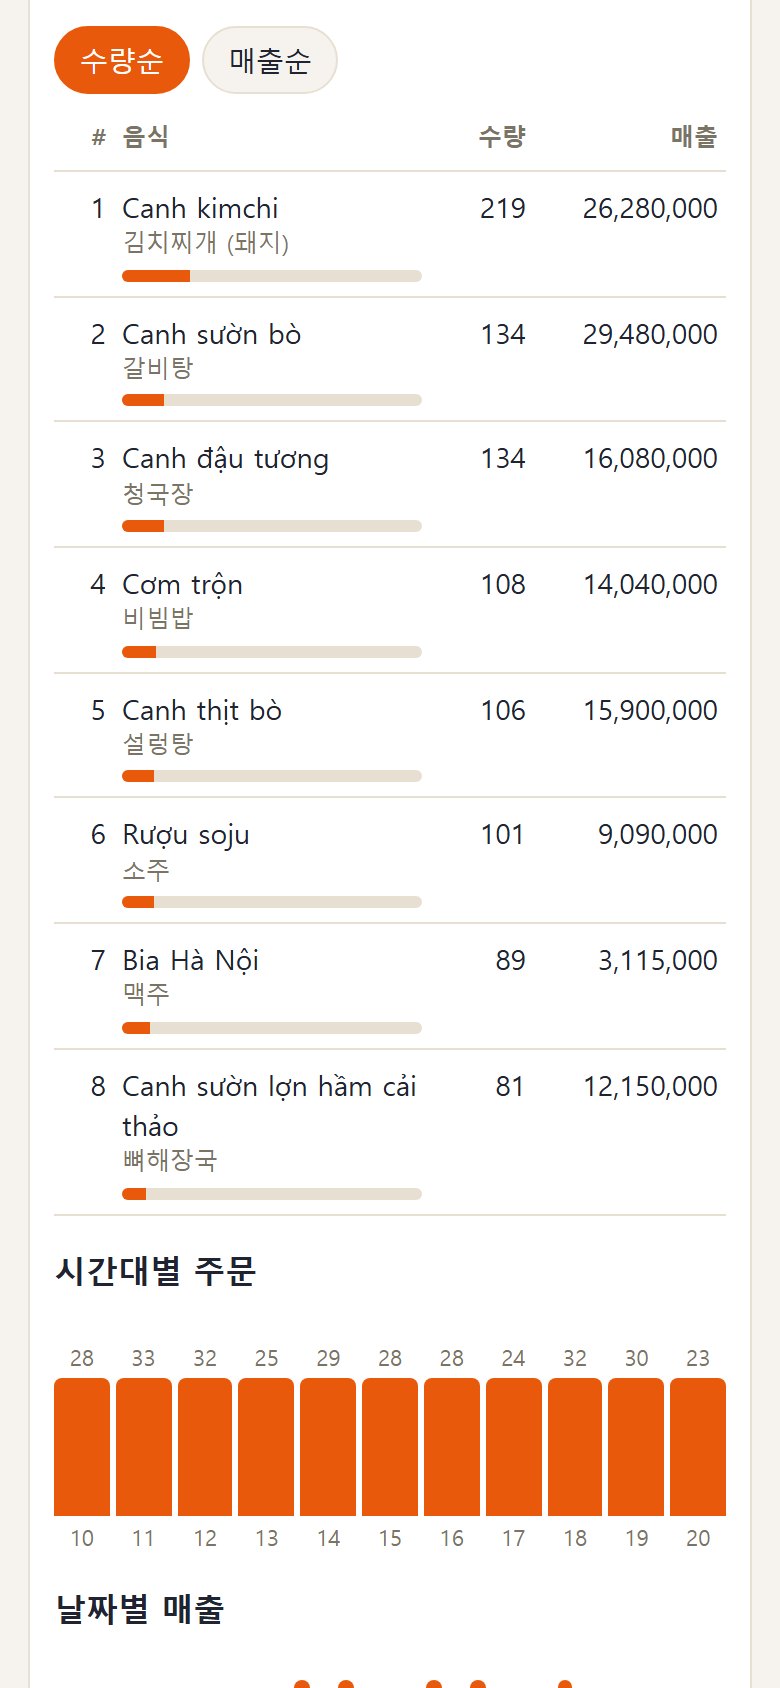 수량순 매출순
# 음식 수량 매출
1 Canh kimchi 219 26,280,000
김치찌개 (돼지)
2 Canh sườn bò 134 29,480,000
갈비탕
3 Canh đậu tương 134 16,080,000
청국장
4 Cơm trộn 108 14,040,000
비빔밥
5 Canh thịt bò 106 15,900,000
설렁탕
6 Rượu soju 101 9,090,000
소주
7 Bia Hà Nội 89 3,115,000
맥주
8 Canh sườn lợn hầm cải 81 12,150,000
thảo
뼈해장국
시간대별 주문
28 33 32 25 29 28 28 24 32 30 23
10 11 12 13 14 15 16 17 18 19 20
날짜별 매출